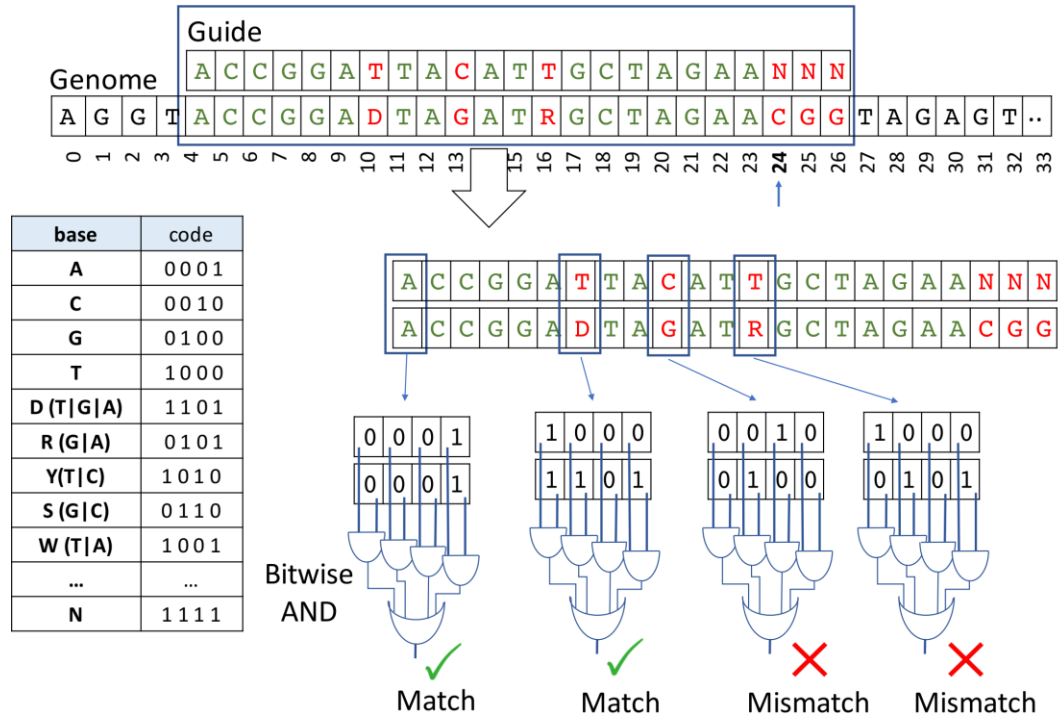 Guide
A C C G G A T T A C A T T G C T A G A A N N N
Genome
A G G T A C C G G A D T A G A T R G C T A G A A C G G T A G A G T ..
0 1 2 3 4 5 6 7 8 9 10 11 12 13 15 16 17 18 19 20 21 22 23 24 25 26 27 28 29 30 31 32 33
base code
A 0 0 0 1
C 0 0 1 0
G 0 1 0 0
T 1 0 0 0
D (T|G|A) 1 1 0 1
R (G|A) 0 1 0 1
Y(T|C) 1 0 1 0
S (G|C) 0 1 1 0
W (T|A) 1 0 0 1
... ...
N 1 1 1 1
A C C G G A T T A C A T T G C T A G A A N N N
A C C G G A D T A G A T R G C T A G A A C G G
0 0 0 1 1 0 0 0 0 0 1 0 1 0 0 0
0 0 0 1 1 1 0 1 0 1 0 0 0 1 0 1
Bitwise
AND
Match Match Mismatch Mismatch